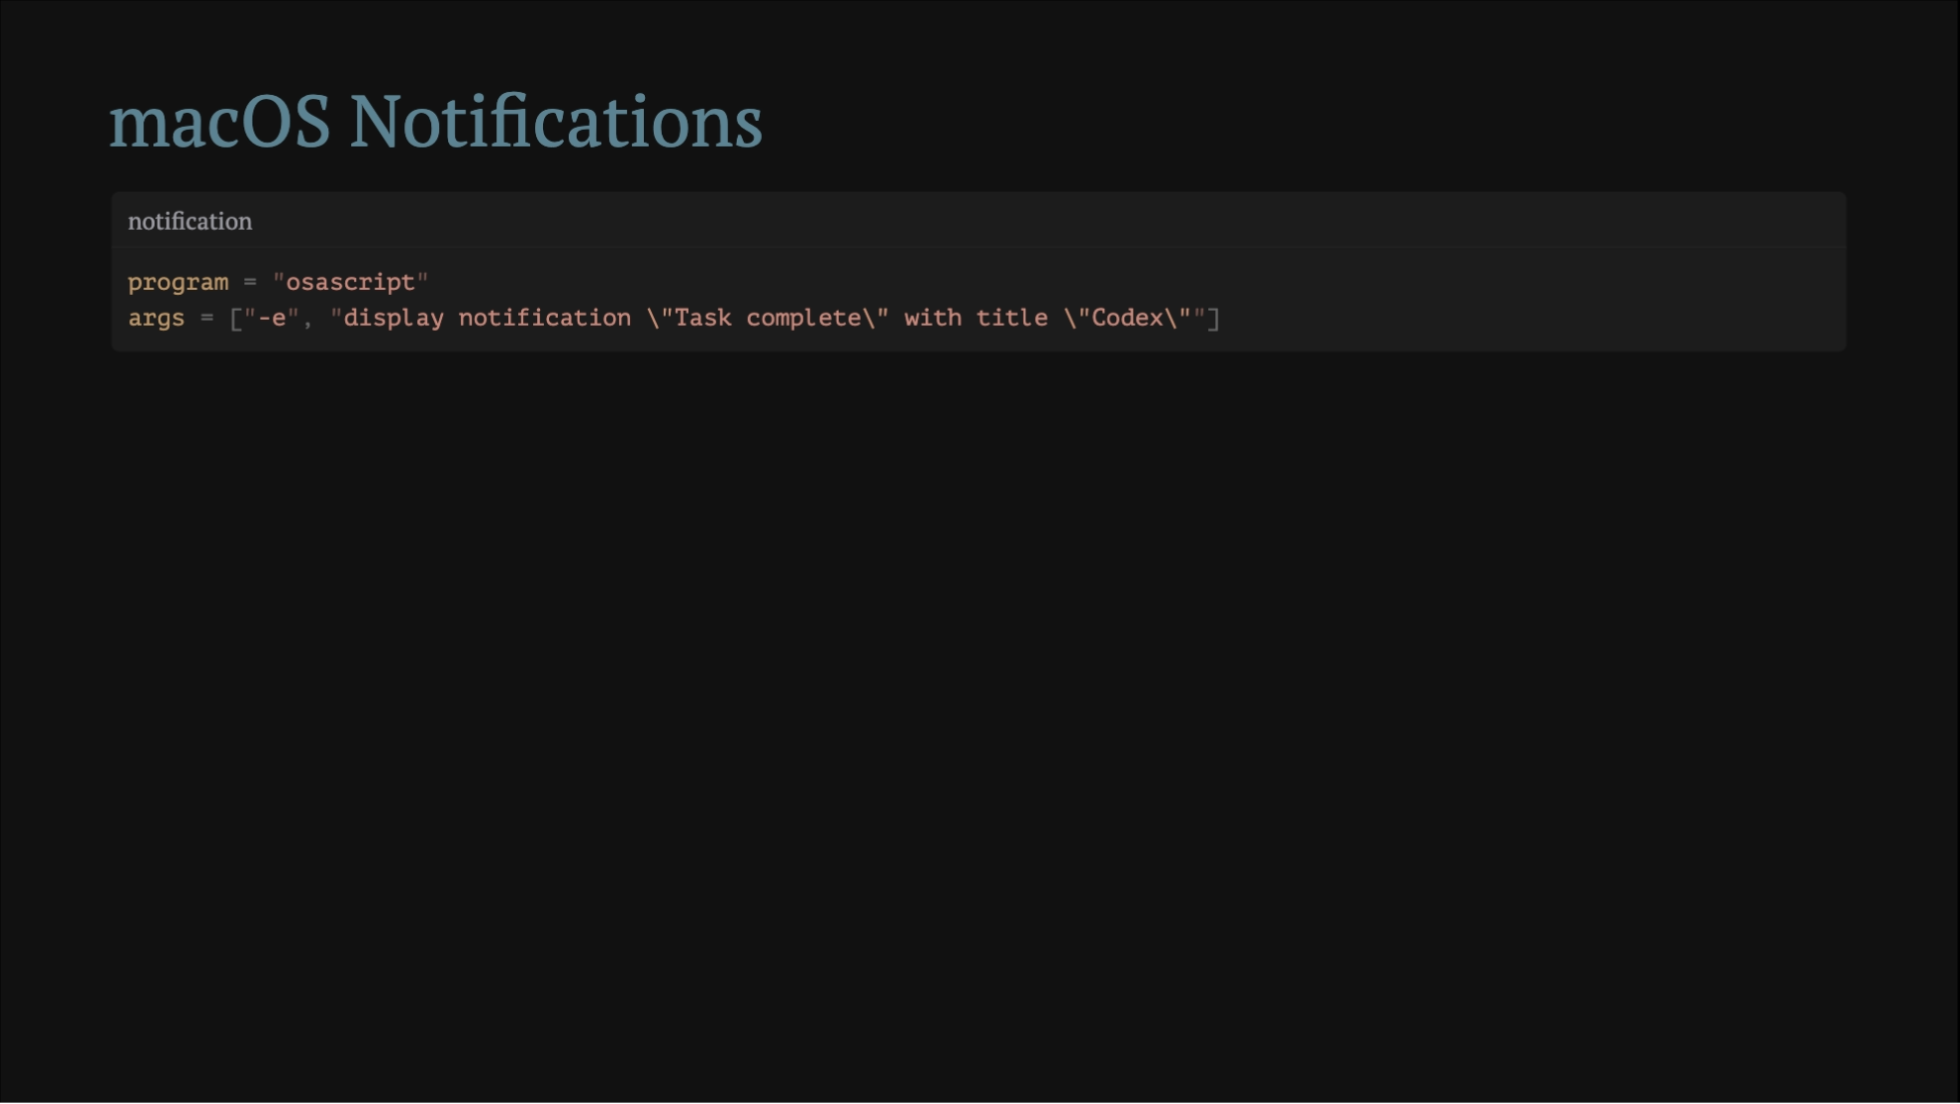 macOS Notifications
notification
program = "osascript"
args = ["-e", "display notification \"Task complete\" with title \"Codex\""]